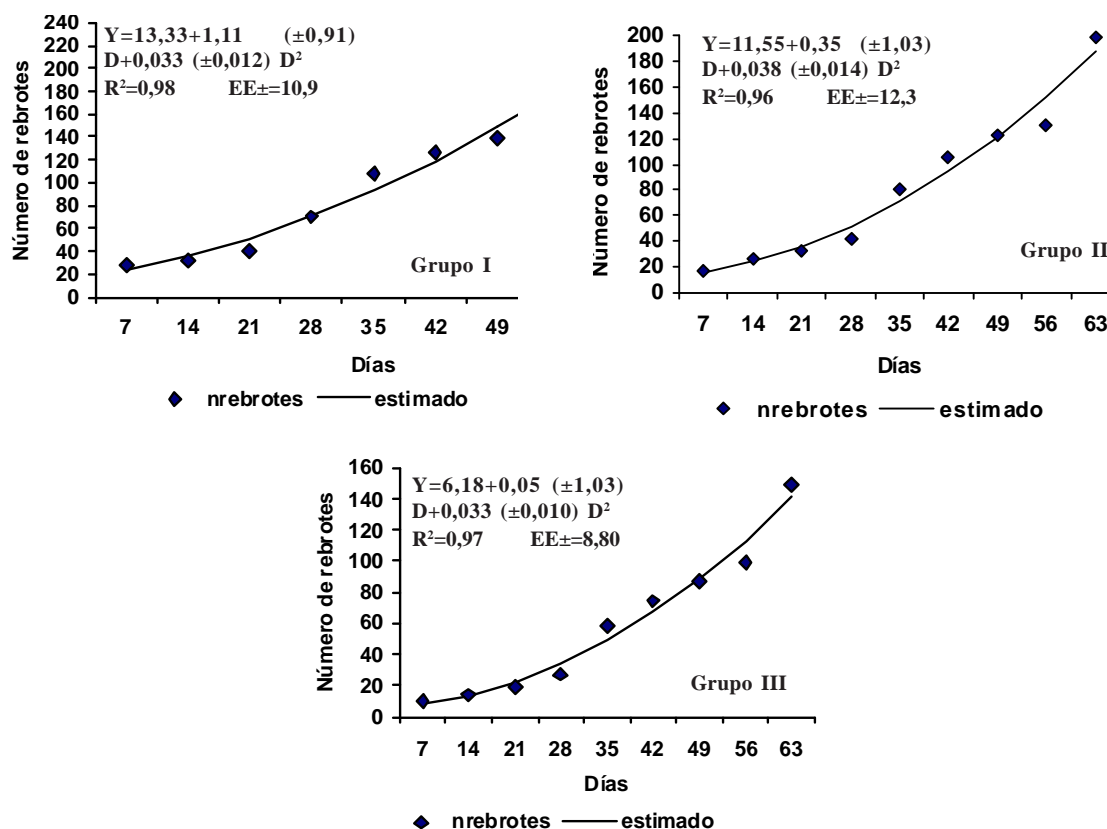 Y=13,33+1,11 (±0,91)
D+0,033 (±0,012) D²
R²=0,98 EE±=10,9
240
220
200
180
160
140
120
100
80
60
40
20
0
Número de rebrotes
Grupo I
7 14 21 28 35 42 49
Días
nrebrotes estimado
Y=11,55+0,35 (±1,03)
D+0,038 (±0,014) D²
R²=0,96 EE±=12,3
200
180
160
140
120
100
80
60
40
20
0
Número de rebrotes
Grupo II
7 14 21 28 35 42 49 56 63
Días
nrebrotes estimado
Y=6,18+0,05 (±1,03)
D+0,033 (±0,010) D²
R²=0,97 EE±=8,80
160
140
120
100
80
60
40
20
0
Número de rebrotes
Grupo III
7 14 21 28 35 42 49 56 63
Días
nrebrotes estimado